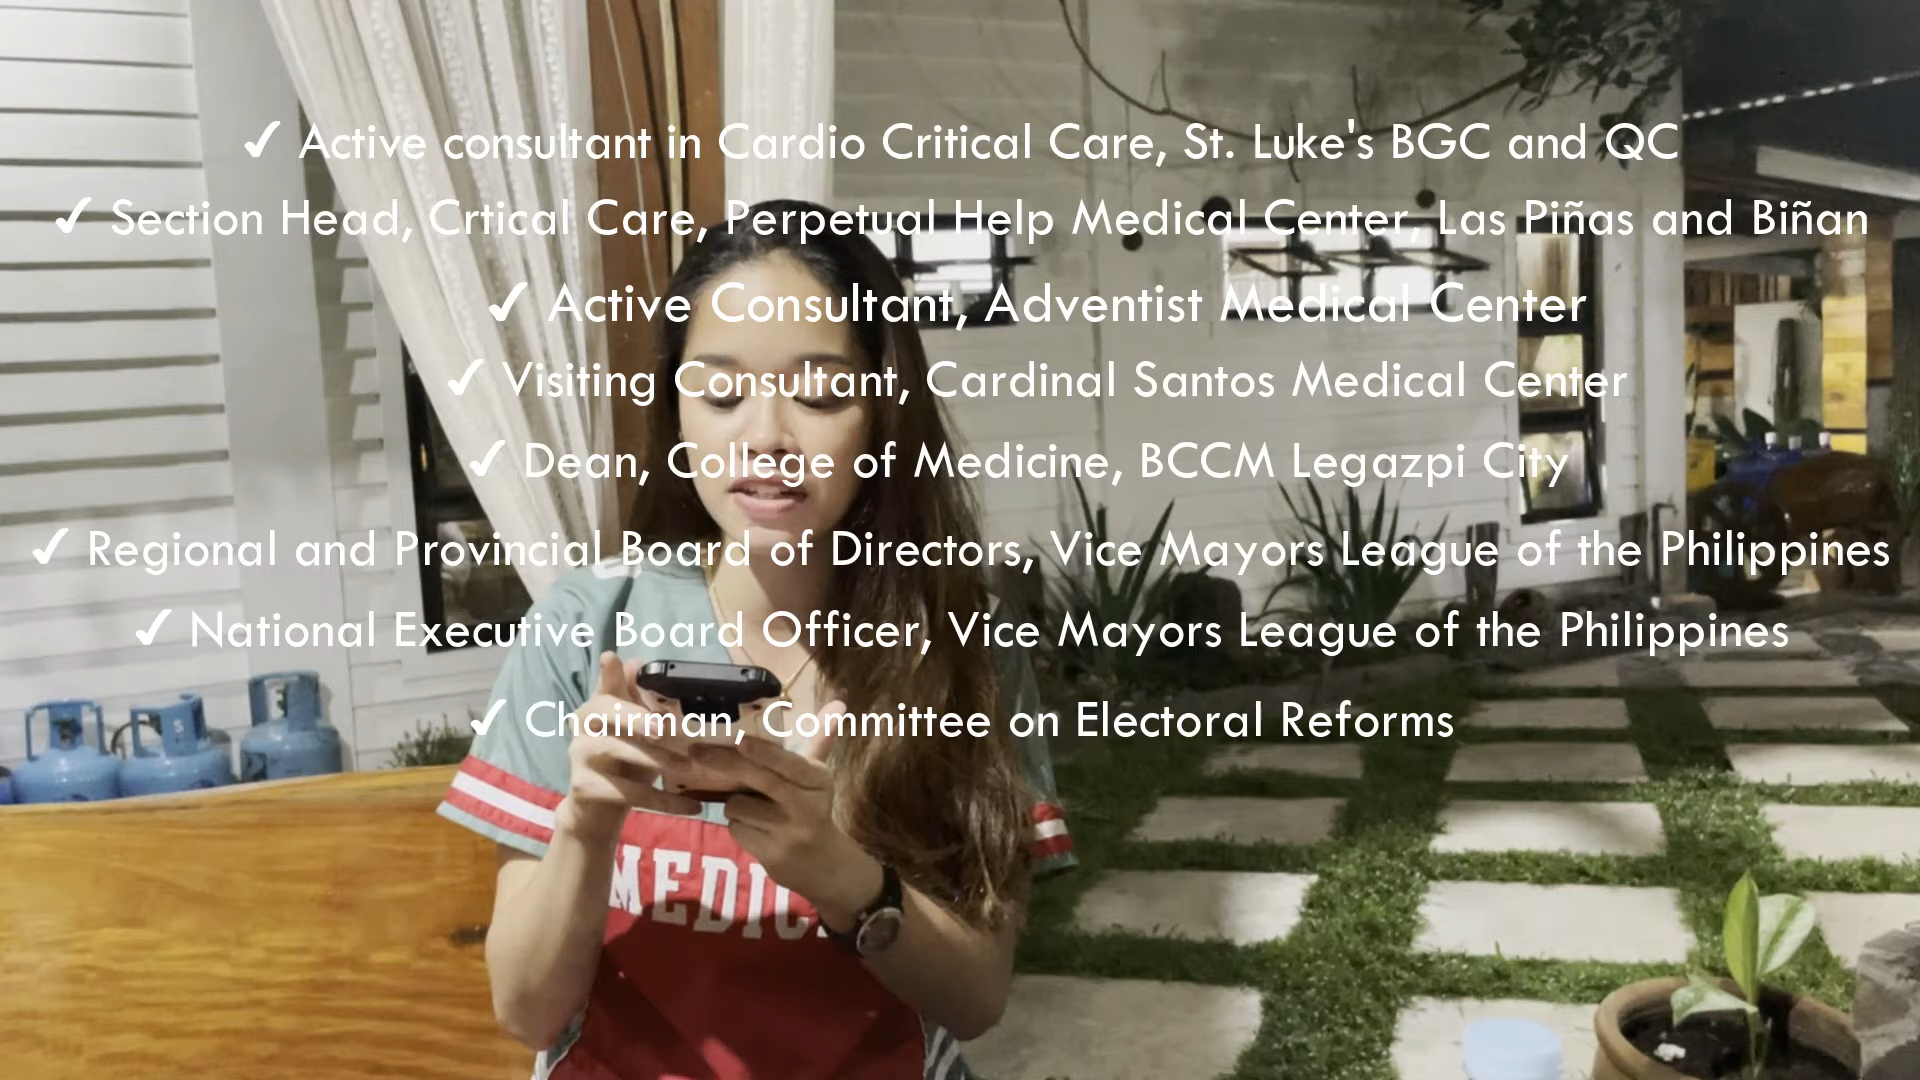 ✔ Active consultant in Cardio Critical Care, St. Luke's BGC and QC
✔ Section Head, Crtical Care, Perpetual Help Medical Center, Las Piñas and Biñan
✔ Active Consultant, Adventist Medical Center
✔ Visiting Consultant, Cardinal Santos Medical Center
✔ Dean, College of Medicine, BCCM Legazpi City
✔ Regional and Provincial Board of Directors, Vice Mayors League of the Philippines
✔ National Executive Board Officer, Vice Mayors League of the Philippines
✔ Chairman, Committee on Electoral Reforms
MEDIC